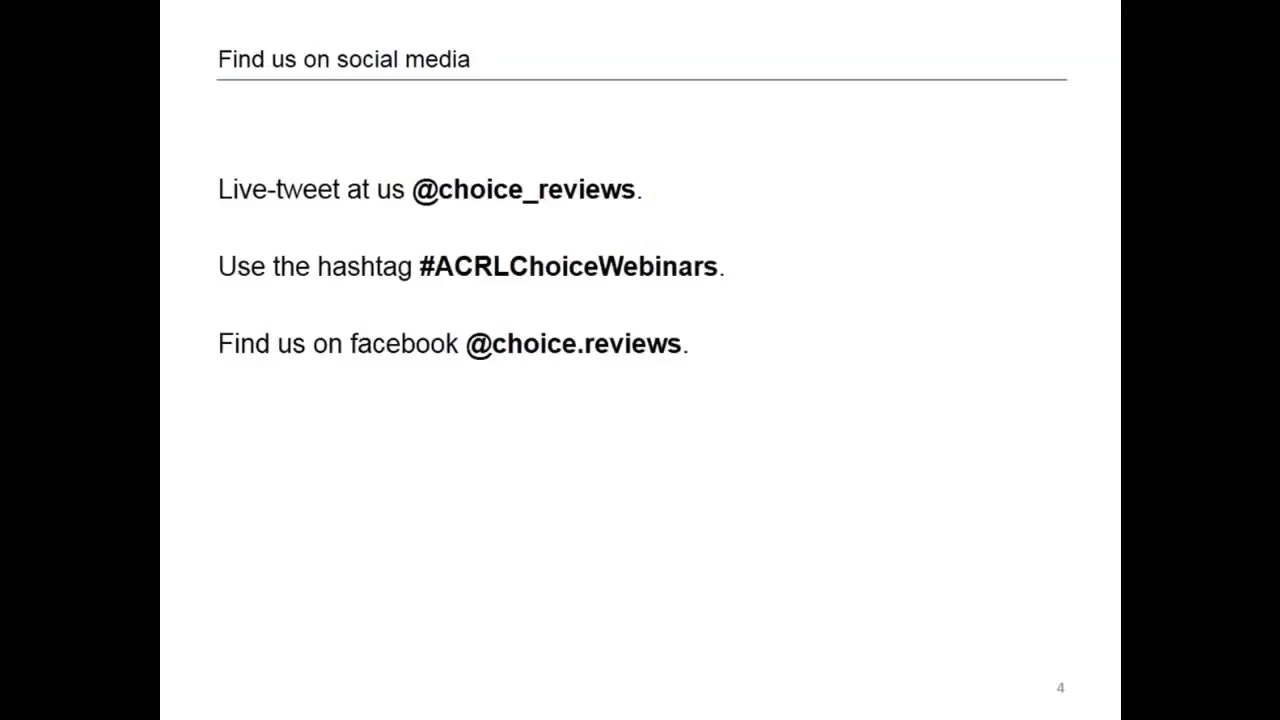 Find us on social media
Live-tweet at us @choice_reviews.
Use the hashtag #ACRLChoiceWebinars.
Find us on facebook @choice.reviews.
4